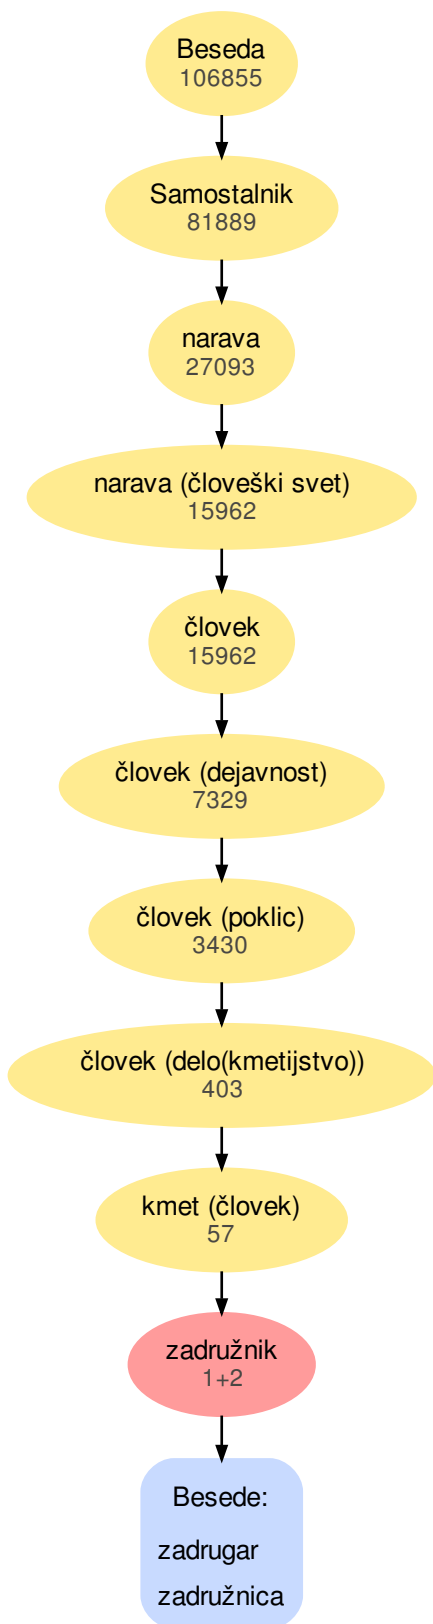 Beseda
106855
Samostalnik
81889
narava
27093
narava (človeški svet)
15962
človek
15962
človek (dejavnost)
7329
človek (poklic)
3430
človek (delo(kmetijstvo))
403
kmet (človek)
57
zadružnik
1+2
Besede:
zadrugar
zadružnica